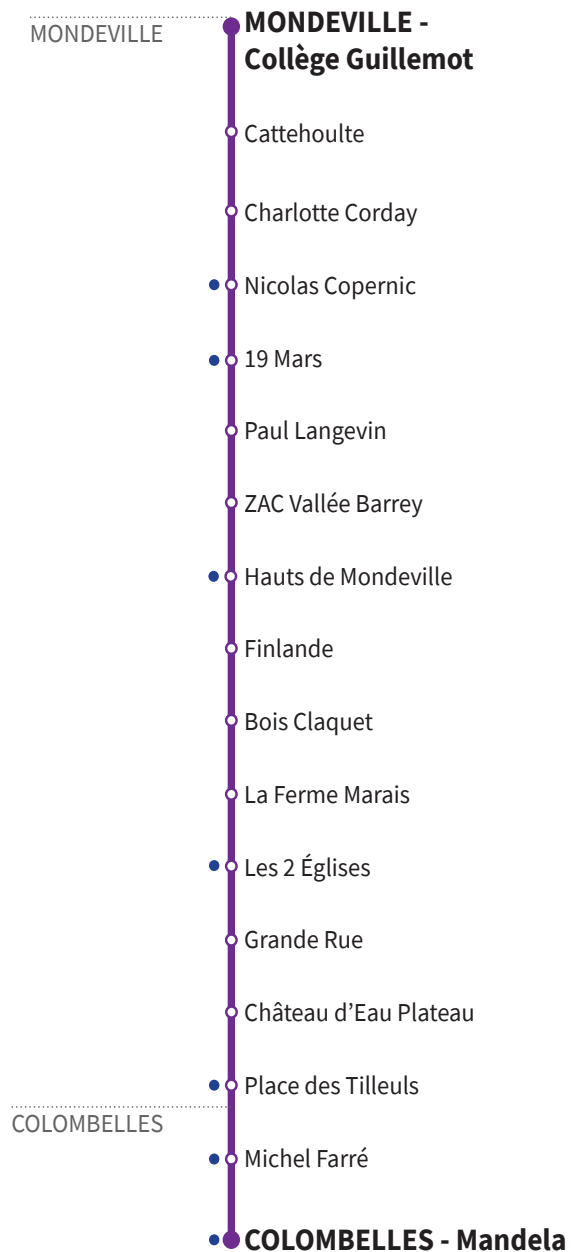 MONDEVILLE
MONDEVILLE -
Collège Guillemot
Cattehoulte
Charlotte Corday
Nicolas Copernic
19 Mars
Paul Langevin
ZAC Vallée Barrey
Hauts de Mondeville
Finlande
Bois Claquet
La Ferme Marais
Les 2 Églises
Grande Rue
Château d’Eau Plateau
Place des Tilleuls
COLOMBELLES
Michel Farré
COLOMBELLES - Mandela